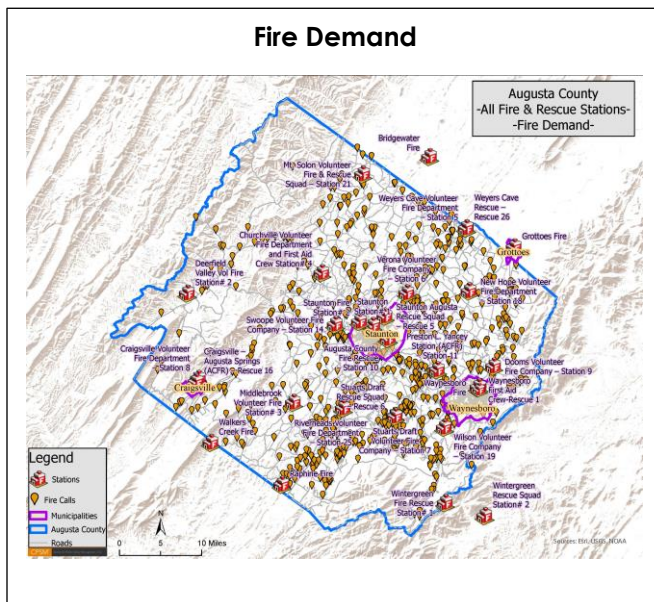 Fire Demand
Augusta County
-All Fire & Rescue Stations-
-Fire Demand-
Bridgewater
Fire
Mt. Solon Volunteer
Fire & Rescue
Squad – Station 21
Weyers Cave Volunteer
Fire Department
- Station 5
Weyers Cave
Rescue –
Rescue 26
Grottoes Fire
Grottoes
Churchville Volunteer
Fire Department
and First Aid
Crew Station# 4
Deerfield
Valley Vol Fire
Station# 2
Verona Volunteer
Fire Company
– Station 6
New Hope Volunteer
Fire Department
– Station 18
Staunton Fire
Station#
Staunton
Staunton Augusta
Rescue Squad
– Rescue 5
Swoope Volunteer Fire
Company – Station 14
Staunton
Preston L. Yancey
Station (ACFR)
- Station 11
Augusta County
Fire Rescue
Station 10
Craigsville Volunteer
Fire Department
Station 8
Craigsville –
Augusta Springs
(ACFR) – Rescue 16
Craigsville
Dooms Volunteer
Fire Company – Station 9
Waynesboro
Fire
Waynesboro
First Aid
Crew-Rescue 1
Waynesboro
Middlebrook
Volunteer Fire
Station# 3
Stuarts Draft
Rescue Squad
Rescue 6
Walkers
Creek Fire
Riverheads Volunteer
Fire Department
– Station 25
Stuarts Draft
Volunteer Fire
Company – Station 7
Wilson Volunteer
Fire Company
– Station 19
Raphine Fire
Wintergreen
Fire Rescue
Station# 1
Wintergreen
Rescue Squad
Station# 2
Legend
Stations
Fire Calls
Municipalities
Augusta County
Roads
CPSM
N
0 5 10 Miles
Sources: Esri, USGS, NOAA